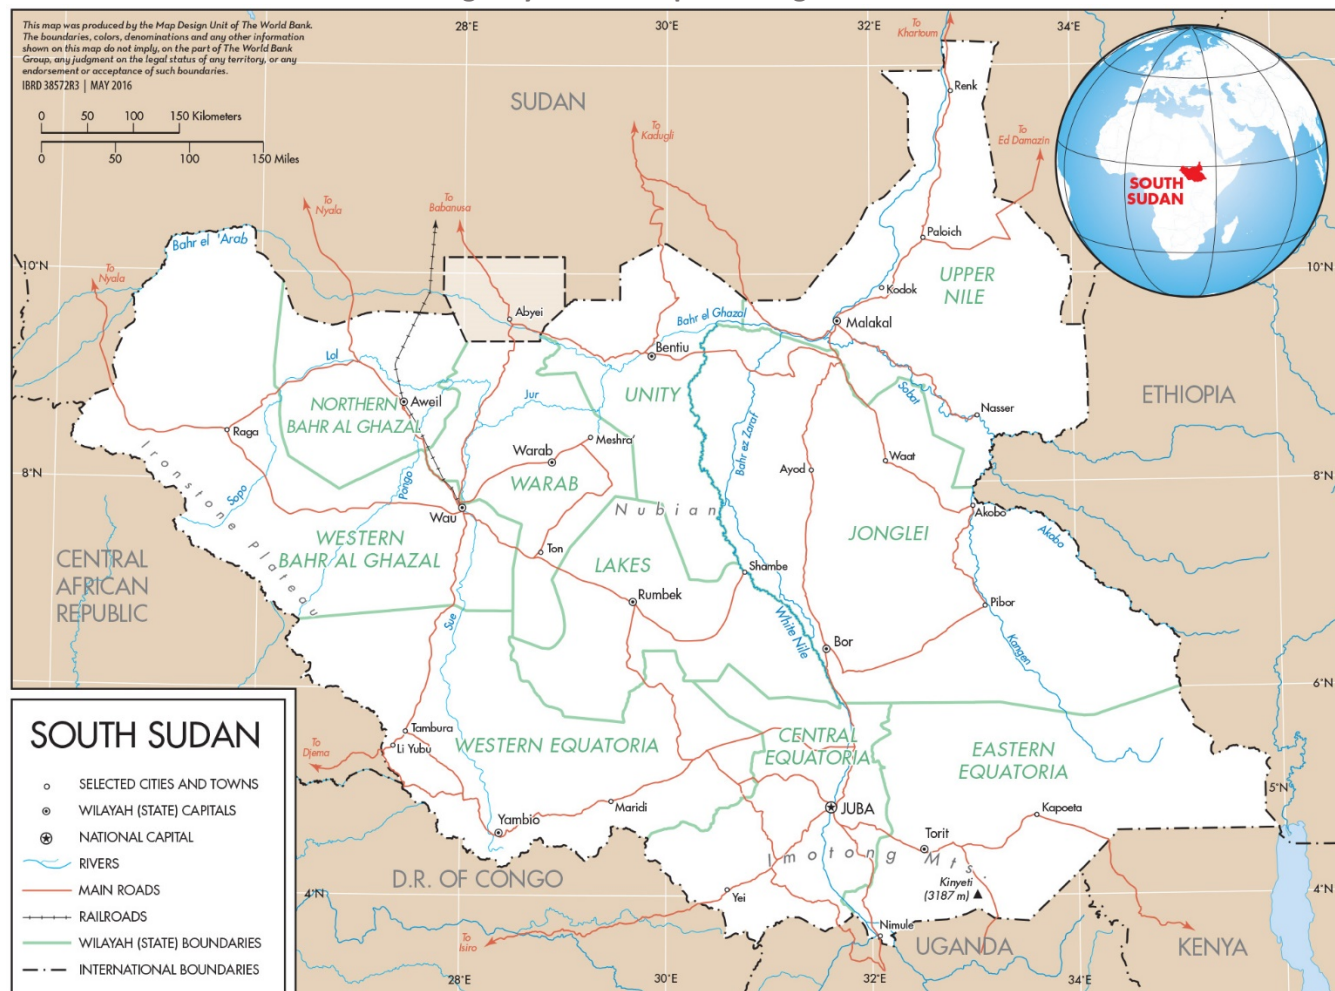 This map was produced by the Map Design Unit of The World Bank.
The boundaries, colors, denominations and any other information
shown on this map do not imply, on the part of The World Bank
Group, any judgment on the legal status of any territory, or any
endorsement or acceptance of such boundaries.
IBRD 38572R3 | MAY 2016
0 50 100 150 Kilometers
0 50 100 150 Miles
28°E
30°E
32°E
34°E
To
Khartoum
Renk
SUDAN
To
Kadugli
To
Ed Damazin
SOUTH
SUDAN
To
Nyala
To
Babanusa
Bahr el 'Arab
Paloich
10°N
To
Nyala
10°N
UPPER
NILE
Kodok
Abyei
Bahr el Ghazal
Malakal
Bentiu
Lol
UNITY
ETHIOPIA
Sobat
Jur
NORTHERN
BAHR AL GHAZAL
Aweil
Nasser
Raga
Meshra'
Bahr ez Zaraf
Warab
Waat
Ayod
8°N
8°N
Ironstone Plateau
Sopo
Pongo
WARAB
Nubian
Wau
Akobo
Akobo
WESTERN
BAHR AL GHAZAL
JONGLEI
CENTRAL
AFRICAN
REPUBLIC
Ton
LAKES
Shambe
Rumbek
Pibor
Sue
White Nile
Bor
Kangen
6°N
SOUTH SUDAN
SELECTED CITIES AND TOWNS
WILAYAH (STATE) CAPITALS
NATIONAL CAPITAL
RIVERS
MAIN ROADS
RAILROADS
WILAYAH (STATE) BOUNDARIES
INTERNATIONAL BOUNDARIES
Tambura
Li Yubu
To
Djema
WESTERN EQUATORIA
CENTRAL
EQUATORIA
EASTERN
EQUATORIA
5°N
Maridi
JUBA
Kapoeta
Yambio
Torit
Imotong Mts.
Kinyeti
(3187 m)
D.R. OF CONGO
4°N
4°N
Yei
Nimule
To
Isiro
UGANDA
KENYA
28°E
30°E
32°E
34°E